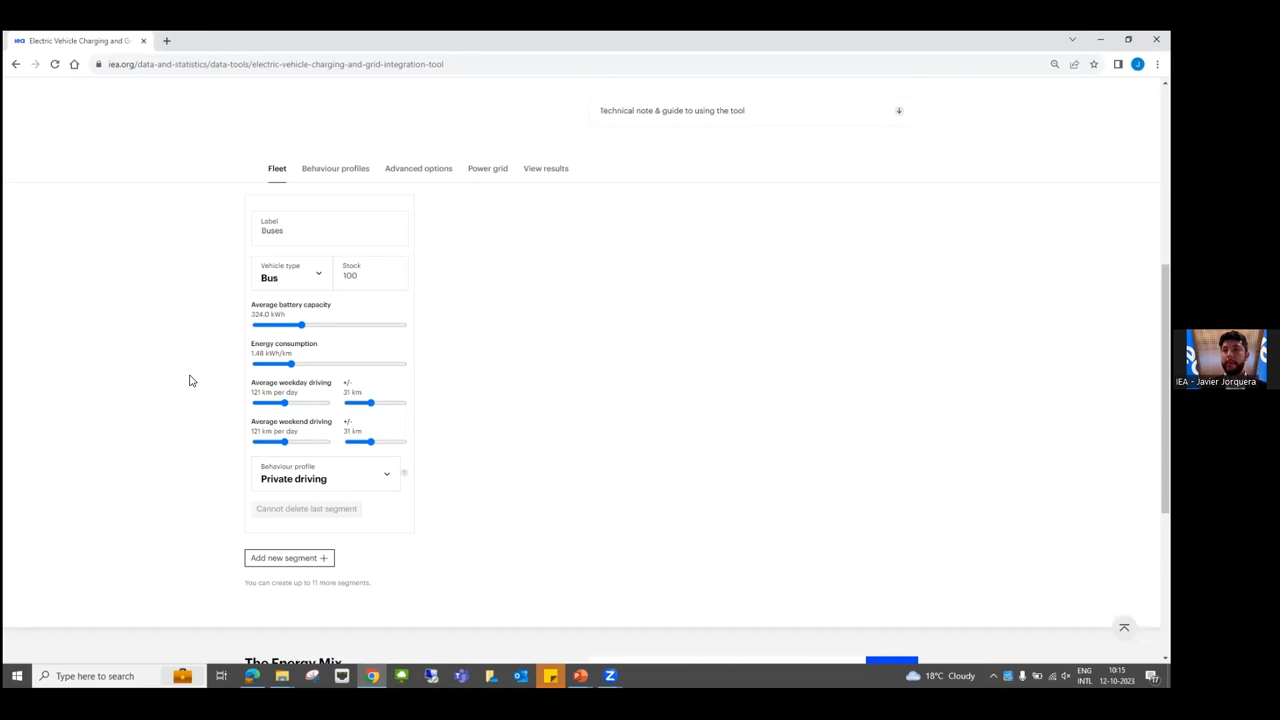 iea Electric Vehicle Charging and G
iea.org/data-and-statistics/data-tools/electric-vehicle-charging-and-grid-integration-tool
J
Technical note & guide to using the tool
Fleet Behaviour profiles Advanced options Power grid View results
Label
Buses
Vehicle type Stock
Bus 100
Average battery capacity
324.0 kWh
Energy consumption
1.48 kWh/km
Average weekday driving +/-
121 km per day 31 km
Average weekend driving +/-
121 km per day 31 km
Behaviour profile
Private driving
Cannot delete last segment
Add new segment +
You can create up to 11 more segments.
The Energy Mix
IEA - Javier Jorquera
Type here to search
18°C Cloudy
ENG
INTL
10:15
12-10-2023